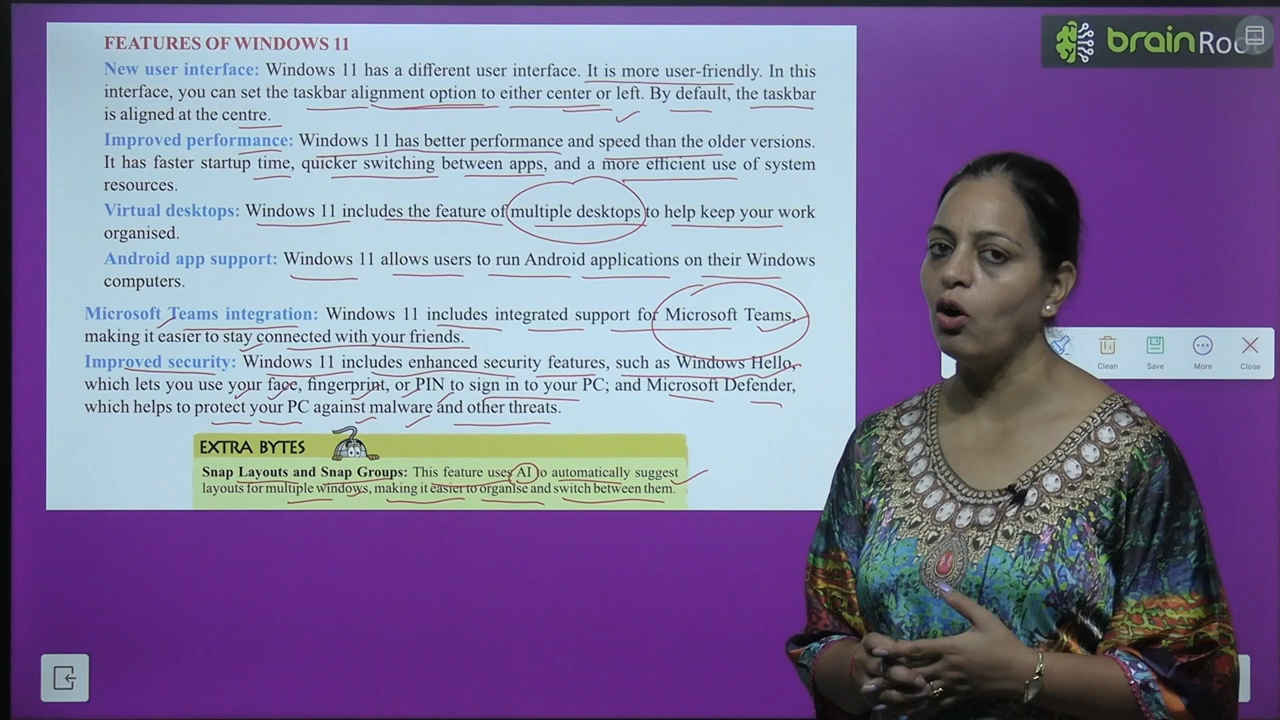 FEATURES OF WINDOWS 11
New user interface: Windows 11 has a different user interface. It is more user-friendly. In this
interface, you can set the taskbar alignment option to either center or left. By default, the taskbar
is aligned at the centre.
Improved performance: Windows 11 has better performance and speed than the older versions.
It has faster startup time, quicker switching between apps, and a more efficient use of system
resources.
Virtual desktops: Windows 11 includes the feature of multiple desktops to help keep your work
organised.
Android app support: Windows 11 allows users to run Android applications on their Windows
computers.
Microsoft Teams integration: Windows 11 includes integrated support for Microsoft Teams,
making it easier to stay connected with your friends.
Improved security: Windows 11 includes enhanced security features, such as Windows Hello,
which lets you use your face, fingerprint, or PIN to sign in to your PC; and Microsoft Defender,
which helps to protect your PC against malware and other threats.
EXTRA BYTES
Snap Layouts and Snap Groups: This feature uses AI to automatically suggest
layouts for multiple windows, making it easier to organise and switch between them.
brainRoot
Clean Save More Close